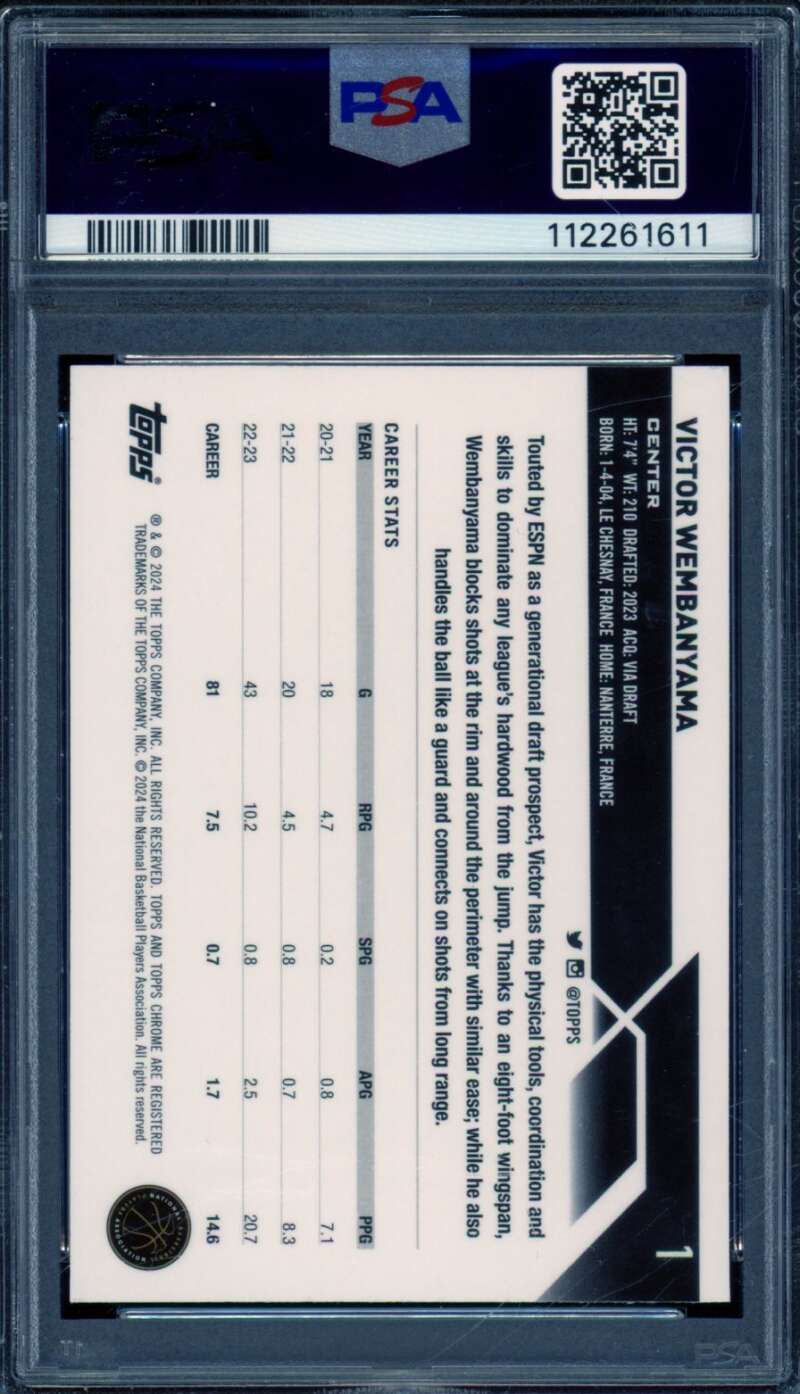 PSA
112261611
1
VICTOR WEMBANYAMA
CENTER
HT: 7'4" WT: 210 DRAFTED: 2023 ACQ: VIA DRAFT
BORN: 1-4-04, LE CHESNAY, FRANCE HOME: NANTERRE, FRANCE
@TOPPS
Touted by ESPN as a generational draft prospect, Victor has the physical tools, coordination and
skills to dominate any league's hardwood from the jump. Thanks to an eight-foot wingspan,
Wembanyama blocks shots at the rim and around the perimeter with similar ease; while he also
handles the ball like a guard and connects on shots from long range.
CAREER STATS
YEAR G RPG SPG APG PPG
20-21 18 4.7 0.2 0.8 7.1
21-22 20 4.5 0.8 0.7 8.3
22-23 43 10.2 0.8 2.5 20.7
CAREER 81 7.5 0.7 1.7 14.6
topps®
® & © 2024 THE TOPPS COMPANY, INC. ALL RIGHTS RESERVED. TOPPS AND TOPPS CHROME ARE REGISTERED
TRADEMARKS OF THE TOPPS COMPANY, INC. © 2024 the National Basketball Players Association. All rights reserved.
NATIONAL BASKETBALL PLAYERS ASSOCIATION
PSA